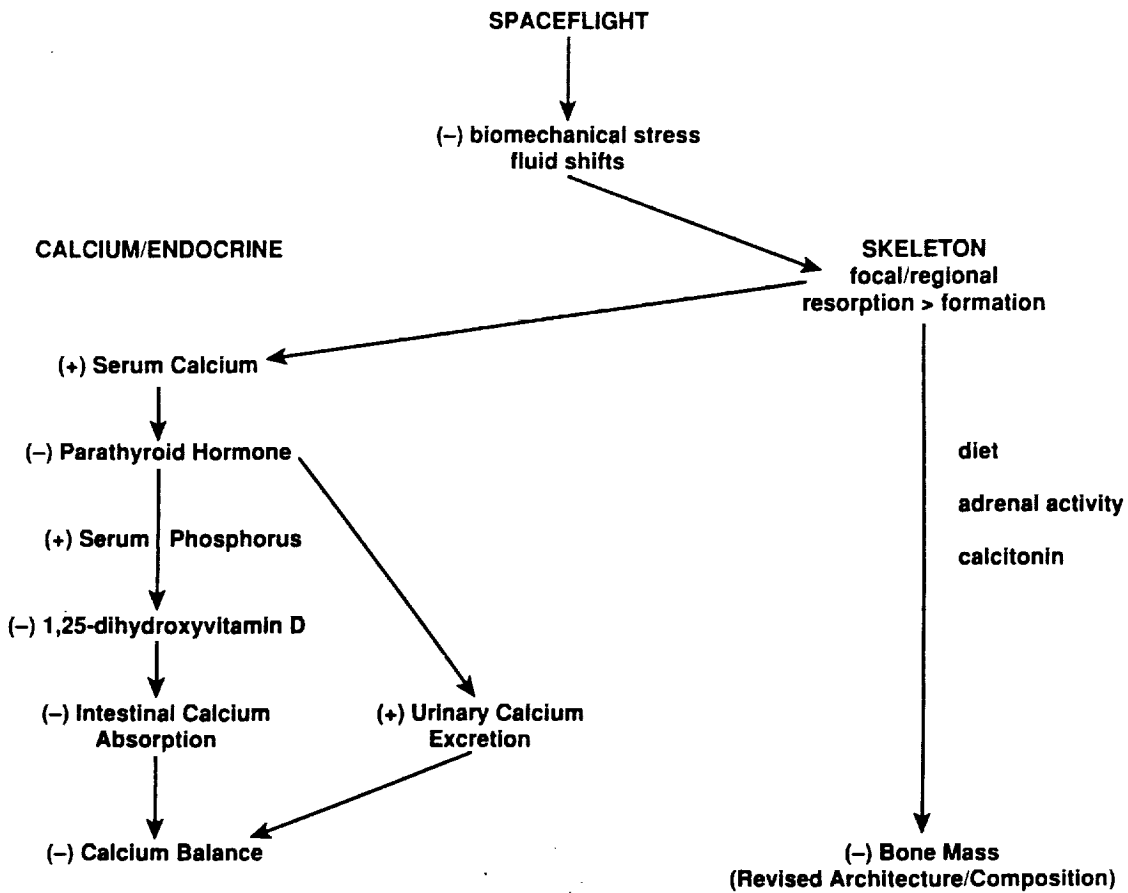 SPACEFLIGHT
(–) biomechanical stress
fluid shifts
CALCIUM/ENDOCRINE
SKELETON
focal/regional
resorption > formation
(+) Serum Calcium
(–) Parathyroid Hormone
(+) Serum Phosphorus
(–) 1,25-dihydroxyvitamin D
(–) Intestinal Calcium
Absorption
(+) Urinary Calcium
Excretion
(–) Calcium Balance
diet
adrenal activity
calcitonin
(–) Bone Mass
(Revised Architecture/Composition)